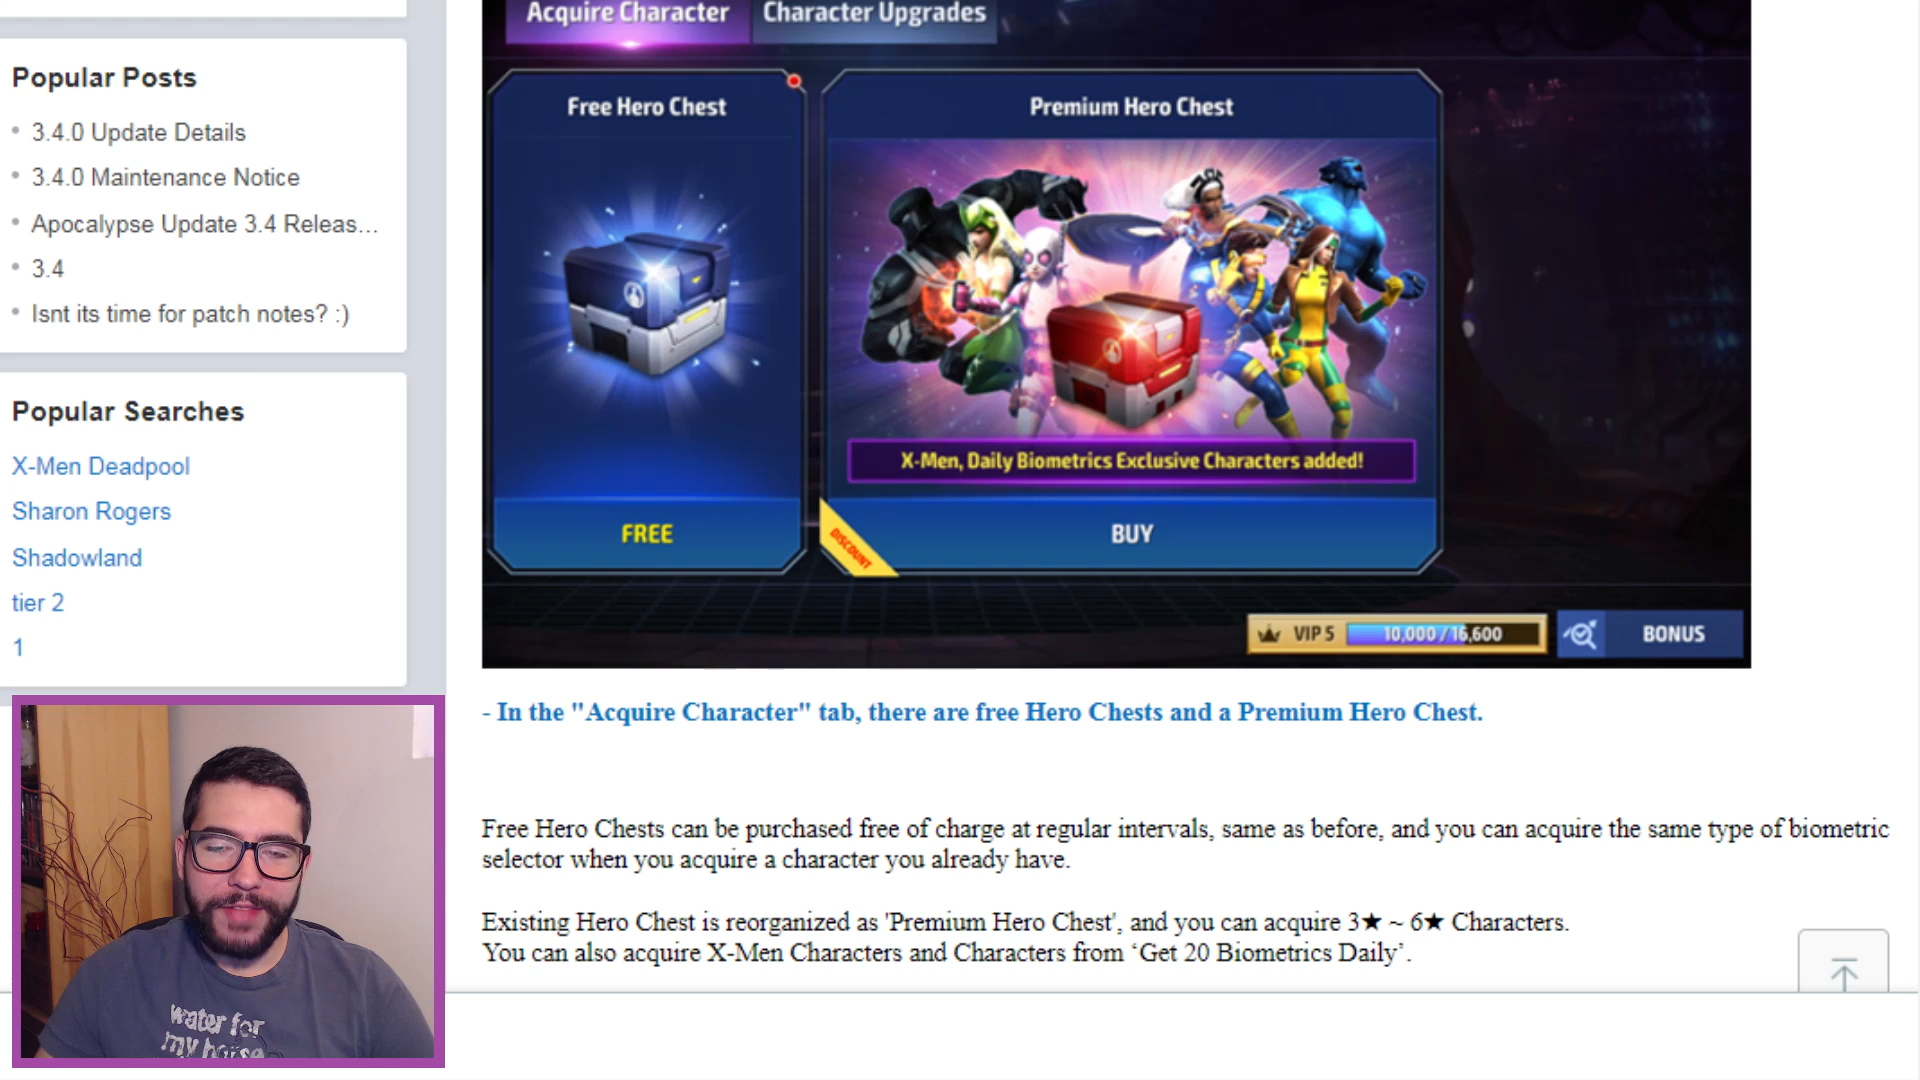 Popular Posts
3.4.0 Update Details
3.4.0 Maintenance Notice
Apocalypse Update 3.4 Releas...
3.4
Isnt its time for patch notes? :)
Popular Searches
X-Men Deadpool
Sharon Rogers
Shadowland
tier 2
1
water for
my horse
Acquire Character
Character Upgrades
Free Hero Chest
FREE
Premium Hero Chest
X-Men, Daily Biometrics Exclusive Characters added!
DISCOUNT
BUY
VIP 5
10,000 / 16,600
BONUS
- In the "Acquire Character" tab, there are free Hero Chests and a Premium Hero Chest.
Free Hero Chests can be purchased free of charge at regular intervals, same as before, and you can acquire the same type of biometric
selector when you acquire a character you already have.
Existing Hero Chest is reorganized as 'Premium Hero Chest', and you can acquire 3★ ~ 6★ Characters.
You can also acquire X-Men Characters and Characters from ‘Get 20 Biometrics Daily’.